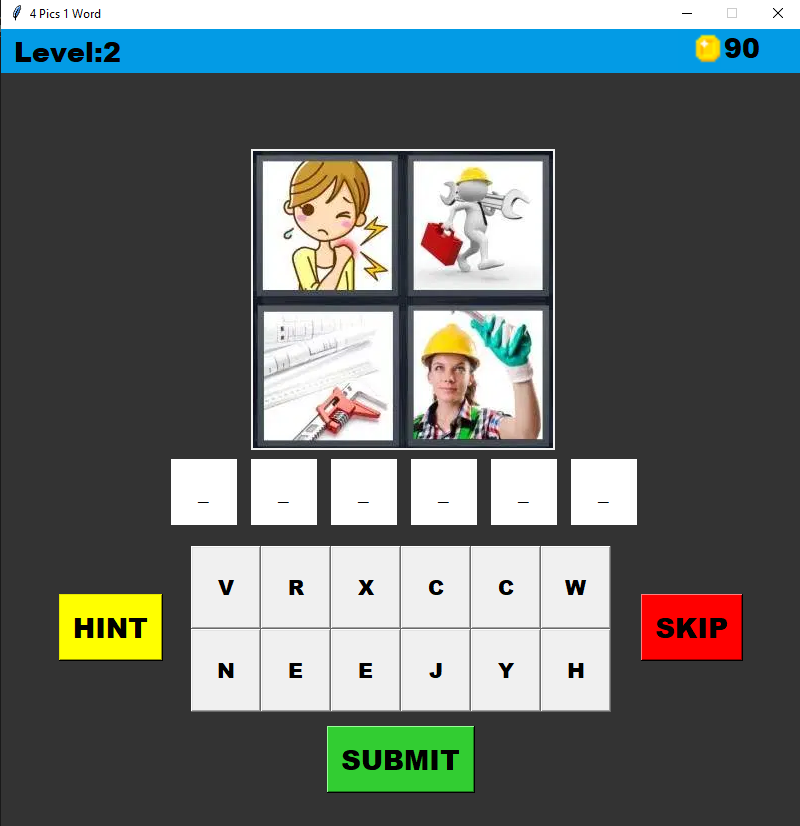 4 Pics 1 Word
Level:2
90
_ _ _ _ _ _
V R X C C W
HINT
SKIP
N E E J Y H
SUBMIT